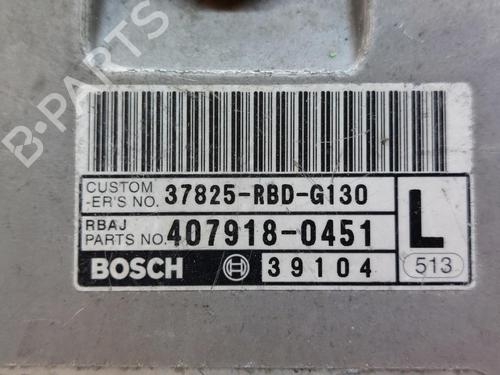 B-PARTS
CUSTOM
-ER'S NO. 37825-RBD-G130
RBAJ
PARTS NO. 407918-0451
L
BOSCH 39104
513